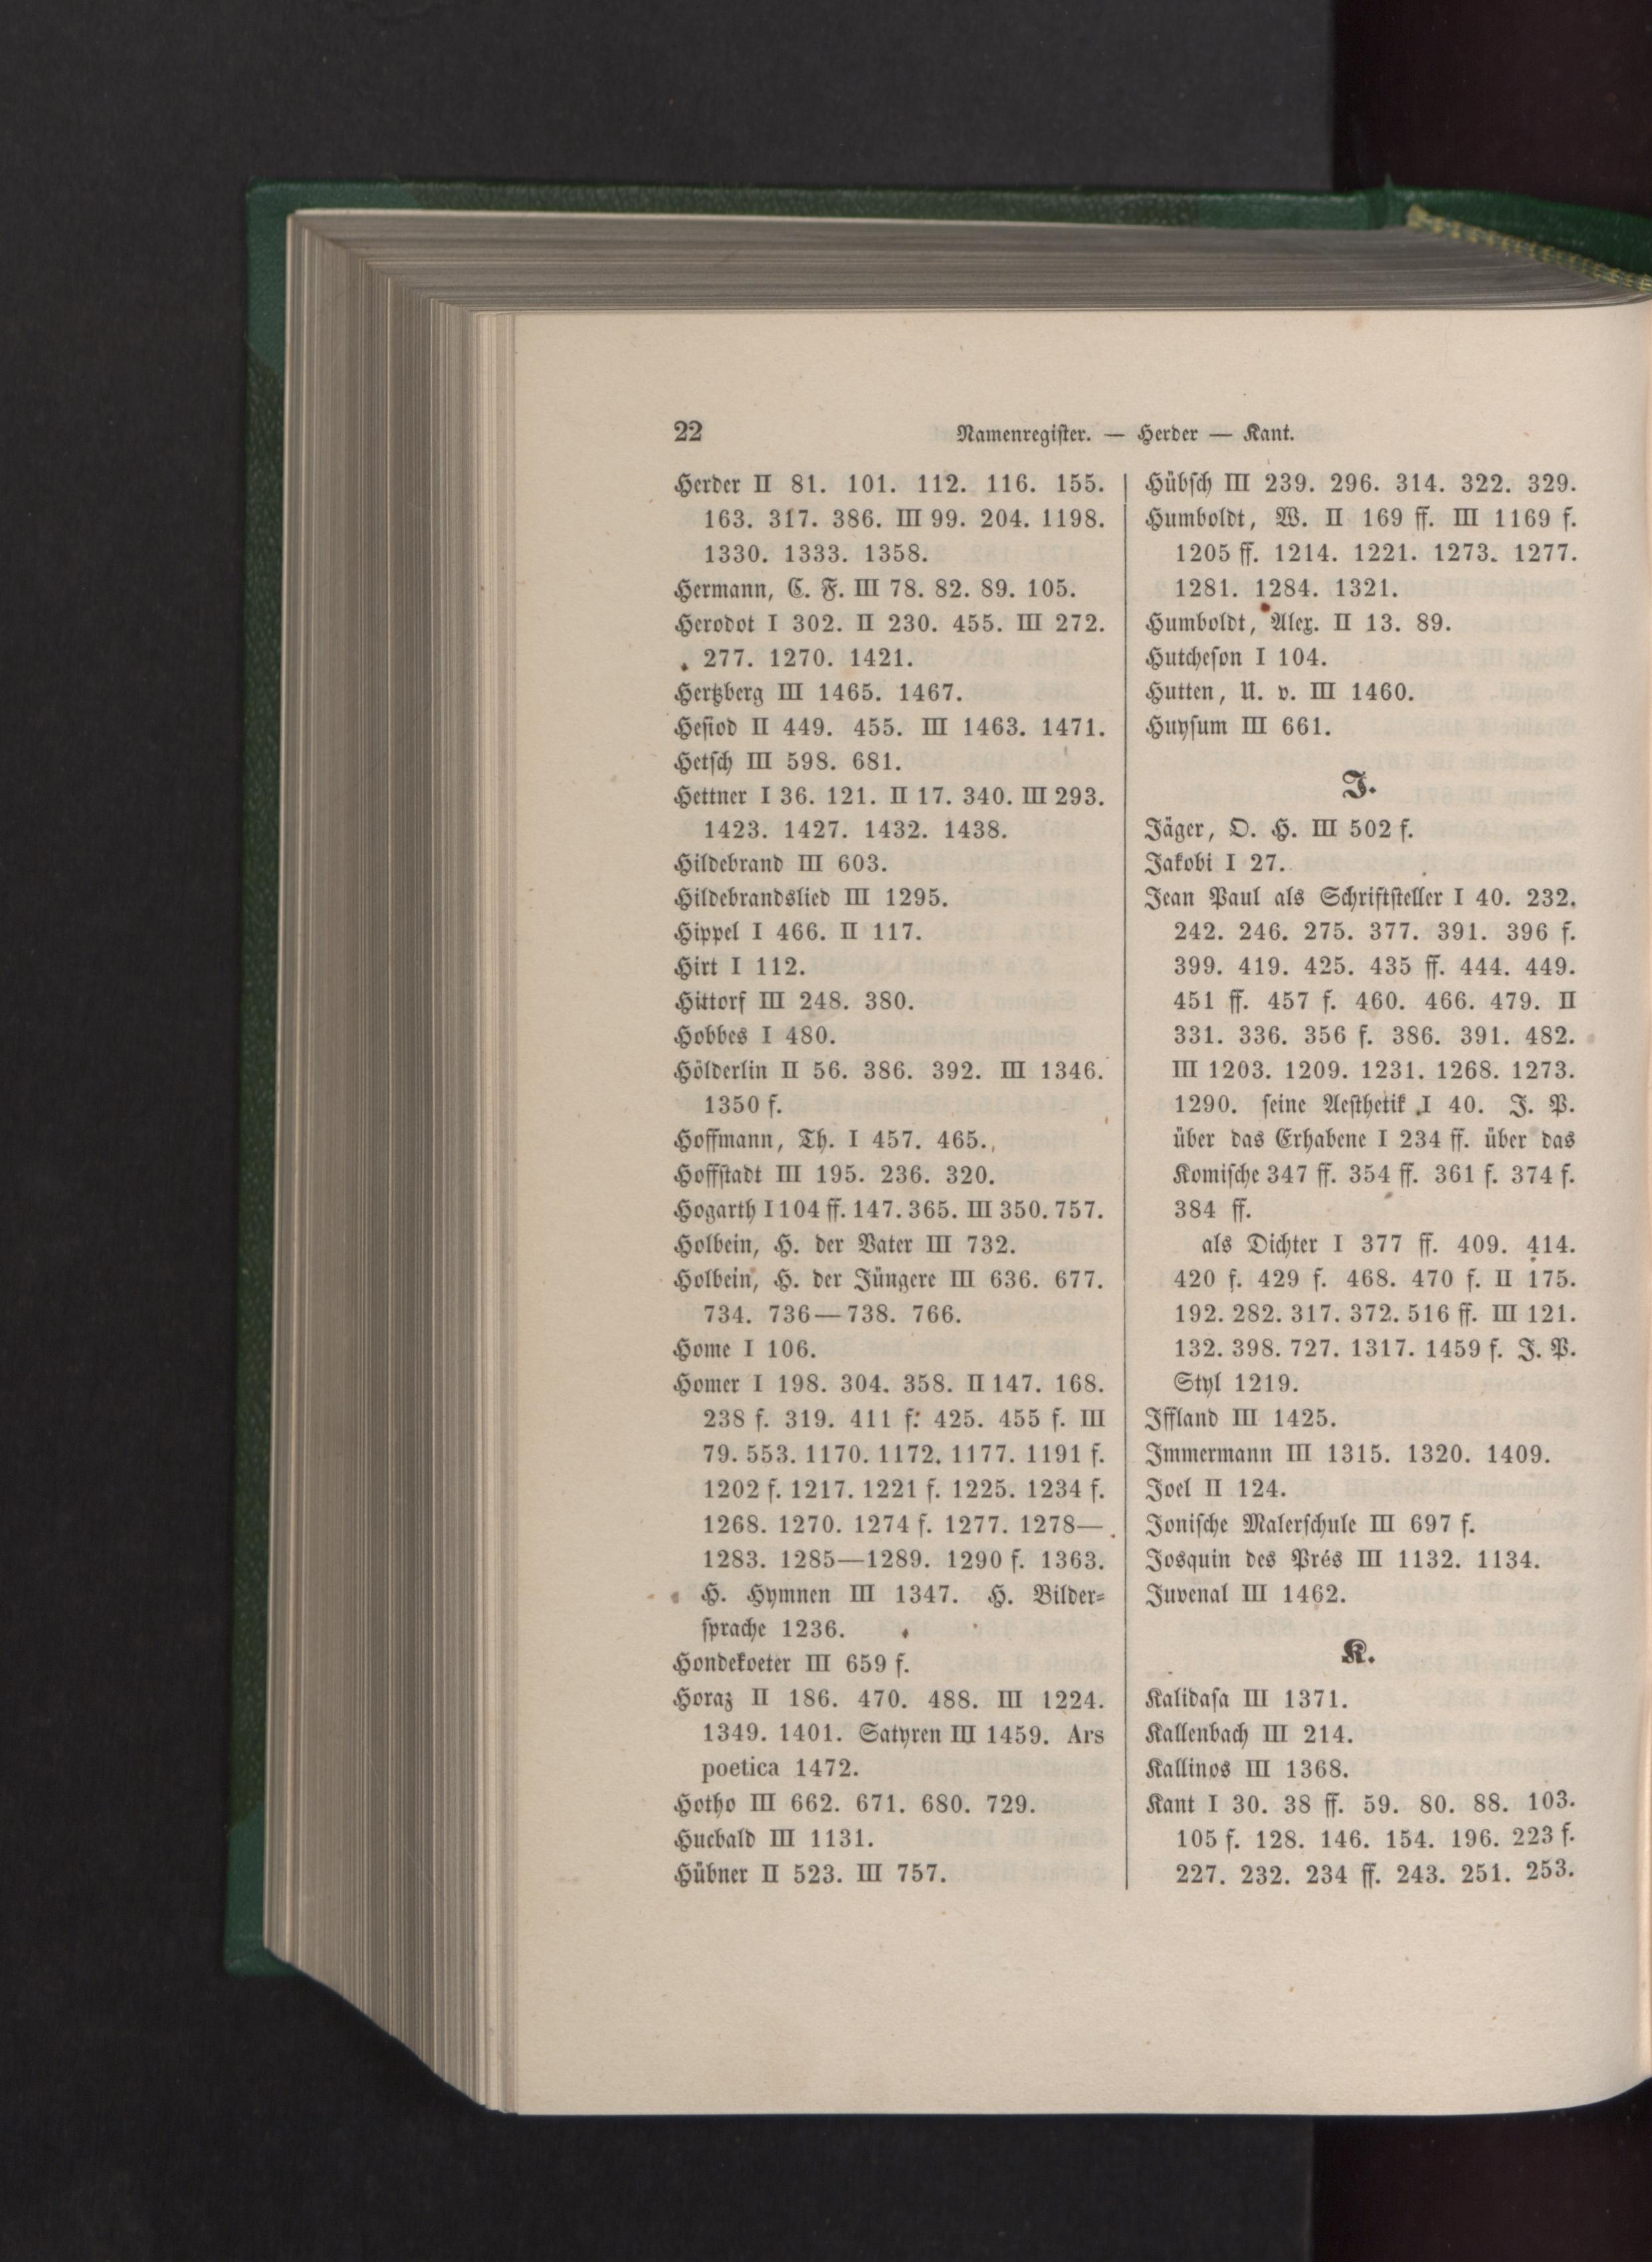 22 Namenregister. — Herder — Kant.
Herder II 81. 101. 112. 116. 155.
163. 317. 386. III 99. 204. 1198.
1330. 1333. 1358.
Hermann, C. F. III 78. 82. 89. 105.
Herodot I 302. II 230. 455. III 272.
277. 1270. 1421.
Hertzberg III 1465. 1467.
Heſiod II 449. 455. III 1463. 1471.
Hetſch III 598. 681.
Hettner I 36. 121. II 17. 340. III 293.
1423. 1427. 1432. 1438.
Hildebrand III 603.
Hildebrandslied III 1295.
Hippel I 466. II 117.
Hirt I 112.
Hittorf III 248. 380.
Hobbes I 480.
Hölderlin II 56. 386. 392. III 1346.
1350 f.
Hoffmann, Th. I 457. 465.
Hoffſtadt III 195. 236. 320.
Hogarth I 104 ff. 147. 365. III 350. 757.
Holbein, H. der Vater III 732.
Holbein, H. der Jüngere III 636. 677.
734. 736—738. 766.
Home I 106.
Homer I 198. 304. 358. II 147. 168.
238 f. 319. 411 f. 425. 455 f. III
79. 553. 1170. 1172. 1177. 1191 f.
1202 f. 1217. 1221 f. 1225. 1234 f.
1268. 1270. 1274 f. 1277. 1278—
1283. 1285—1289. 1290 f. 1363.
H. Hymnen III 1347. H. Bilder=
ſprache 1236.
Hondekoeter III 659 f.
Horaz II 186. 470. 488. III 1224.
1349. 1401. Satyren III 1459. Ars
poetica 1472.
Hotho III 662. 671. 680. 729.
Hucbald III 1131.
Hübner II 523. III 757.
Hübſch III 239. 296. 314. 322. 329.
Humboldt, W. II 169 ff. III 1169 f.
1205 ff. 1214. 1221. 1273. 1277.
1281. 1284. 1321.
Humboldt, Alex. II 13. 89.
Hutcheſon I 104.
Hutten, U. v. III 1460.
Huyſum III 661.
J.
Jäger, O. H. III 502 f.
Jakobi I 27.
Jean Paul als Schriftſteller I 40. 232.
242. 246. 275. 377. 391. 396 f.
399. 419. 425. 435 ff. 444. 449.
451 ff. 457 f. 460. 466. 479. II
331. 336. 356 f. 386. 391. 482.
III 1203. 1209. 1231. 1268. 1273.
1290. ſeine Aeſthetik I 40. J. P.
über das Erhabene I 234 ff. über das
Komiſche 347 ff. 354 ff. 361 f. 374 f.
384 ff.
als Dichter I 377 ff. 409. 414.
420 f. 429 f. 468. 470 f. II 175.
192. 282. 317. 372. 516 ff. III 121.
132. 398. 727. 1317. 1459 f. J. P.
Styl 1219.
Iffland III 1425.
Immermann III 1315. 1320. 1409.
Joel II 124.
Joniſche Malerſchule III 697 f.
Josquin des Prés III 1132. 1134.
Juvenal III 1462.
K.
Kalidaſa III 1371.
Kallenbach III 214.
Kallinos III 1368.
Kant I 30. 38 ff. 59. 80. 88. 103.
105 f. 128. 146. 154. 196. 223 f.
227. 232. 234 ff. 243. 251. 253.